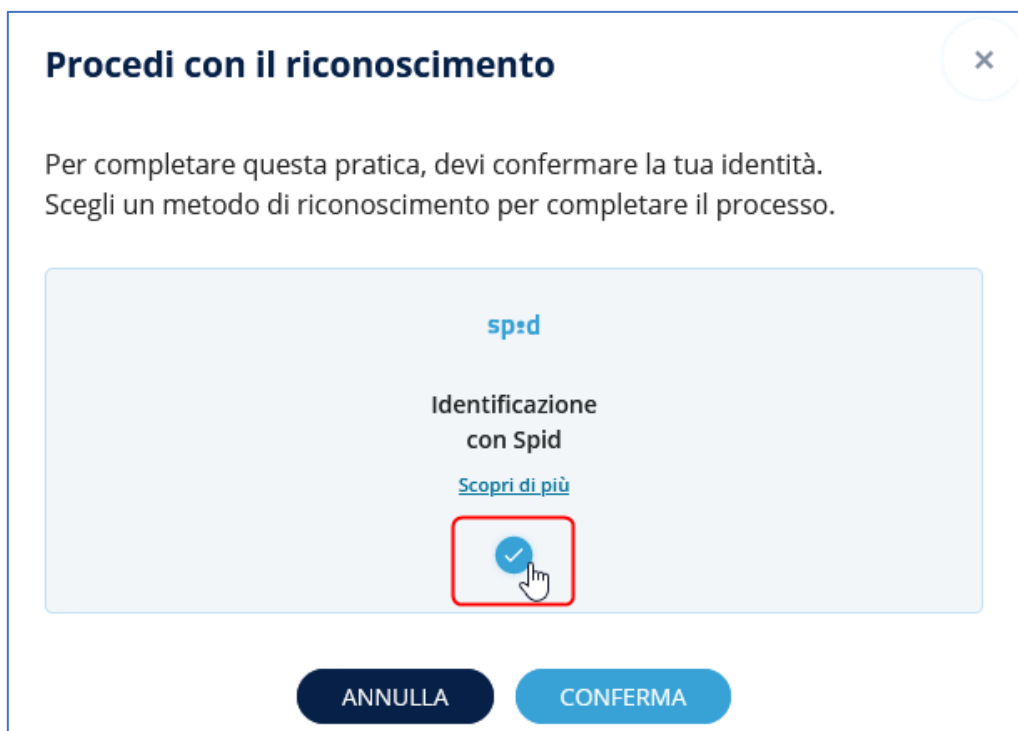 Procedi con il riconoscimento
Per completare questa pratica, devi confermare la tua identità.
Scegli un metodo di riconoscimento per completare il processo.
spid
Identificazione
con Spid
Scopri di più
ANNULLA
CONFERMA